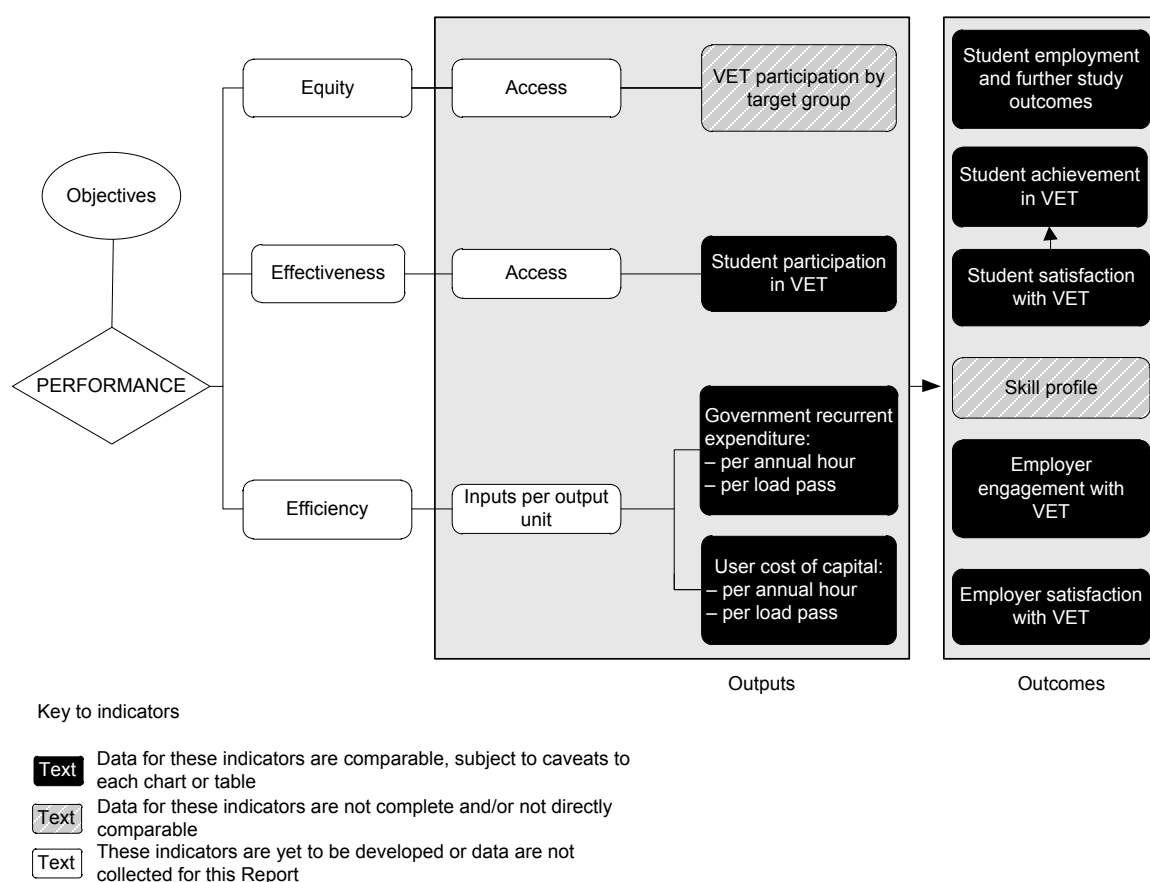 Objectives
PERFORMANCE
Equity
Access
VET participation by
target group
Effectiveness
Access
Student participation
in VET
Efficiency
Inputs per output
unit
Government recurrent
expenditure:
– per annual hour
– per load pass
User cost of capital:
– per annual hour
– per load pass
Outputs
Student employment
and further study
outcomes
Student achievement
in VET
Student satisfaction
with VET
Skill profile
Employer
engagement with
VET
Employer satisfaction
with VET
Outcomes
Key to indicators
Text
Data for these indicators are comparable, subject to caveats to
each chart or table
Text
Data for these indicators are not complete and/or not directly
comparable
Text
These indicators are yet to be developed or data are not
collected for this Report